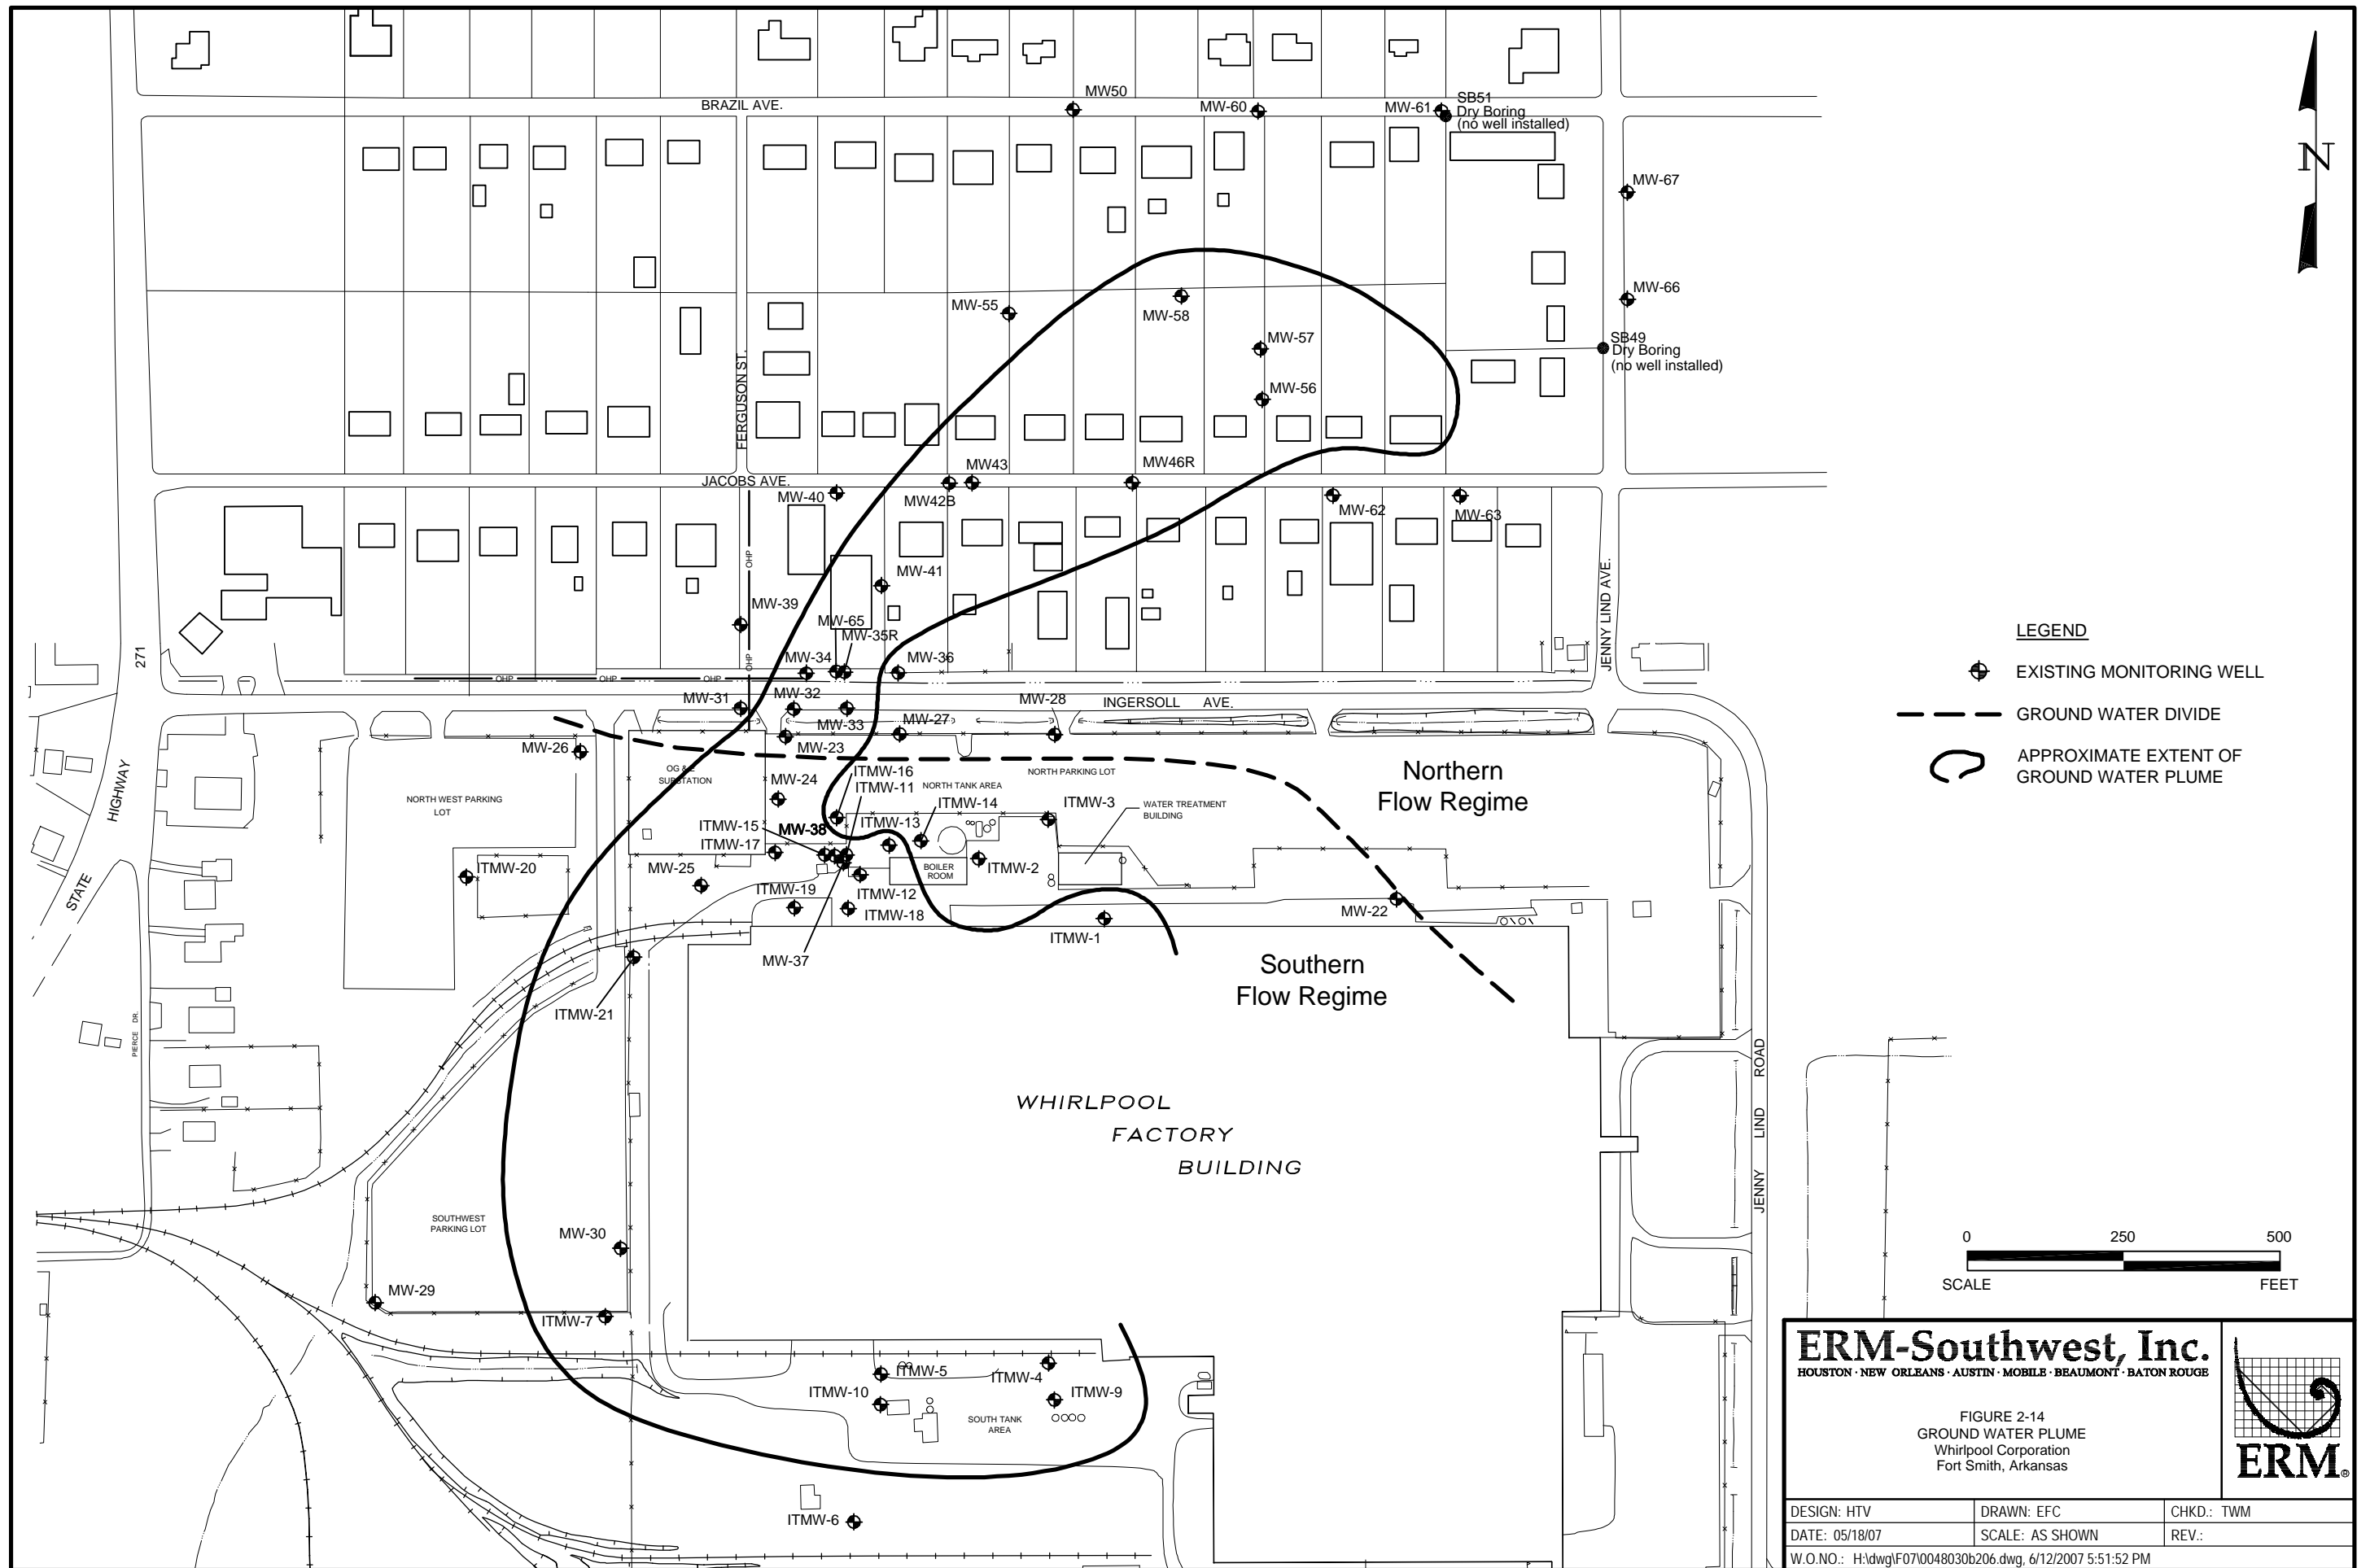 BRAZIL AVE.
MW50
MW-60
MW-61
SB51
Dry Boring
(no well installed)
N
MW-67
MW-66
MW-55
MW-58
MW-57
SB49
Dry Boring
(no well installed)
MW-56
FERGUSON ST.
JACOBS AVE.
MW-40
MW43
MW42B
MW46R
MW-62
MW-63
OHP
MW-41
MW-39
MW-65
MW-35R
MW-34
MW-36
OHP
OHP
OHP
OHP
271
JENNY LIND AVE.
LEGEND
EXISTING MONITORING WELL
GROUND WATER DIVIDE
APPROXIMATE EXTENT OF
GROUND WATER PLUME
MW-31
MW-32
MW-33
MW-27
MW-28
INGERSOLL AVE.
MW-26
MW-23
OG & E
SUBSTATION
MW-24
ITMW-16
ITMW-11
NORTH TANK AREA
NORTH PARKING LOT
Northern
Flow Regime
HIGHWAY
NORTH WEST PARKING
LOT
ITMW-14
ITMW-3
WATER TREATMENT
BUILDING
ITMW-15
MW-38
ITMW-13
ITMW-17
STATE
ITMW-20
MW-25
BOILER
ROOM
ITMW-2
ITMW-19
ITMW-12
ITMW-18
MW-22
ITMW-1
MW-37
Southern
Flow Regime
ITMW-21
PIERCE DR.
WHIRLPOOL
FACTORY
BUILDING
JENNY LIND ROAD
SOUTHWEST
PARKING LOT
MW-30
MW-29
ITMW-7
0 250 500
SCALE FEET
ITMW-5
ITMW-4
ITMW-10
ITMW-9
SOUTH TANK
AREA
ITMW-6
ERM-Southwest, Inc.
HOUSTON · NEW ORLEANS · AUSTIN · MOBILE · BEAUMONT · BATON ROUGE
FIGURE 2-14
GROUND WATER PLUME
Whirlpool Corporation
Fort Smith, Arkansas
ERM®
DESIGN: HTV
DRAWN: EFC
CHKD.: TWM
DATE: 05/18/07
SCALE: AS SHOWN
REV.:
W.O.NO.: H:\dwg\F07\0048030b206.dwg, 6/12/2007 5:51:52 PM